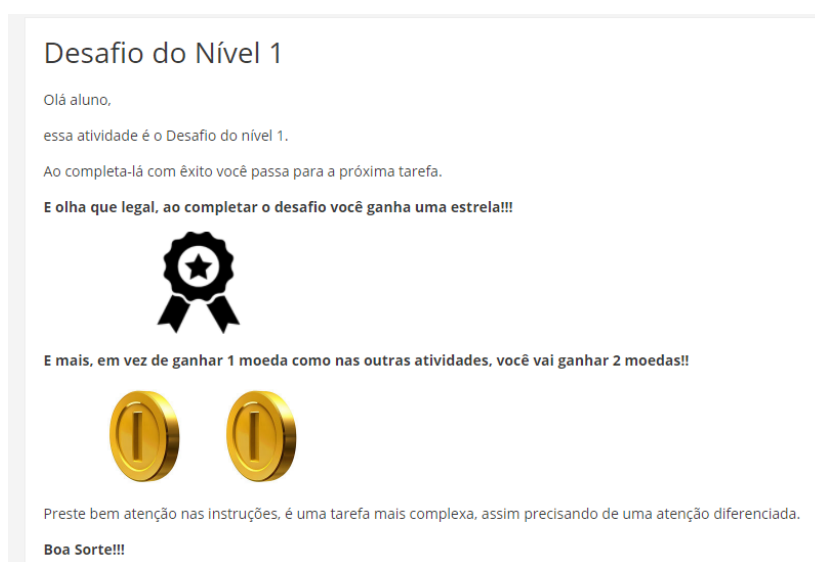 Desafio do Nível 1
Olá aluno,
essa atividade é o Desafio do nível 1.
Ao completa-lá com êxito você passa para a próxima tarefa.
E olha que legal, ao completar o desafio você ganha uma estrela!!!
E mais, em vez de ganhar 1 moeda como nas outras atividades, você vai ganhar 2 moedas!!
Preste bem atenção nas instruções, é uma tarefa mais complexa, assim precisando de uma atenção diferenciada.
Boa Sorte!!!